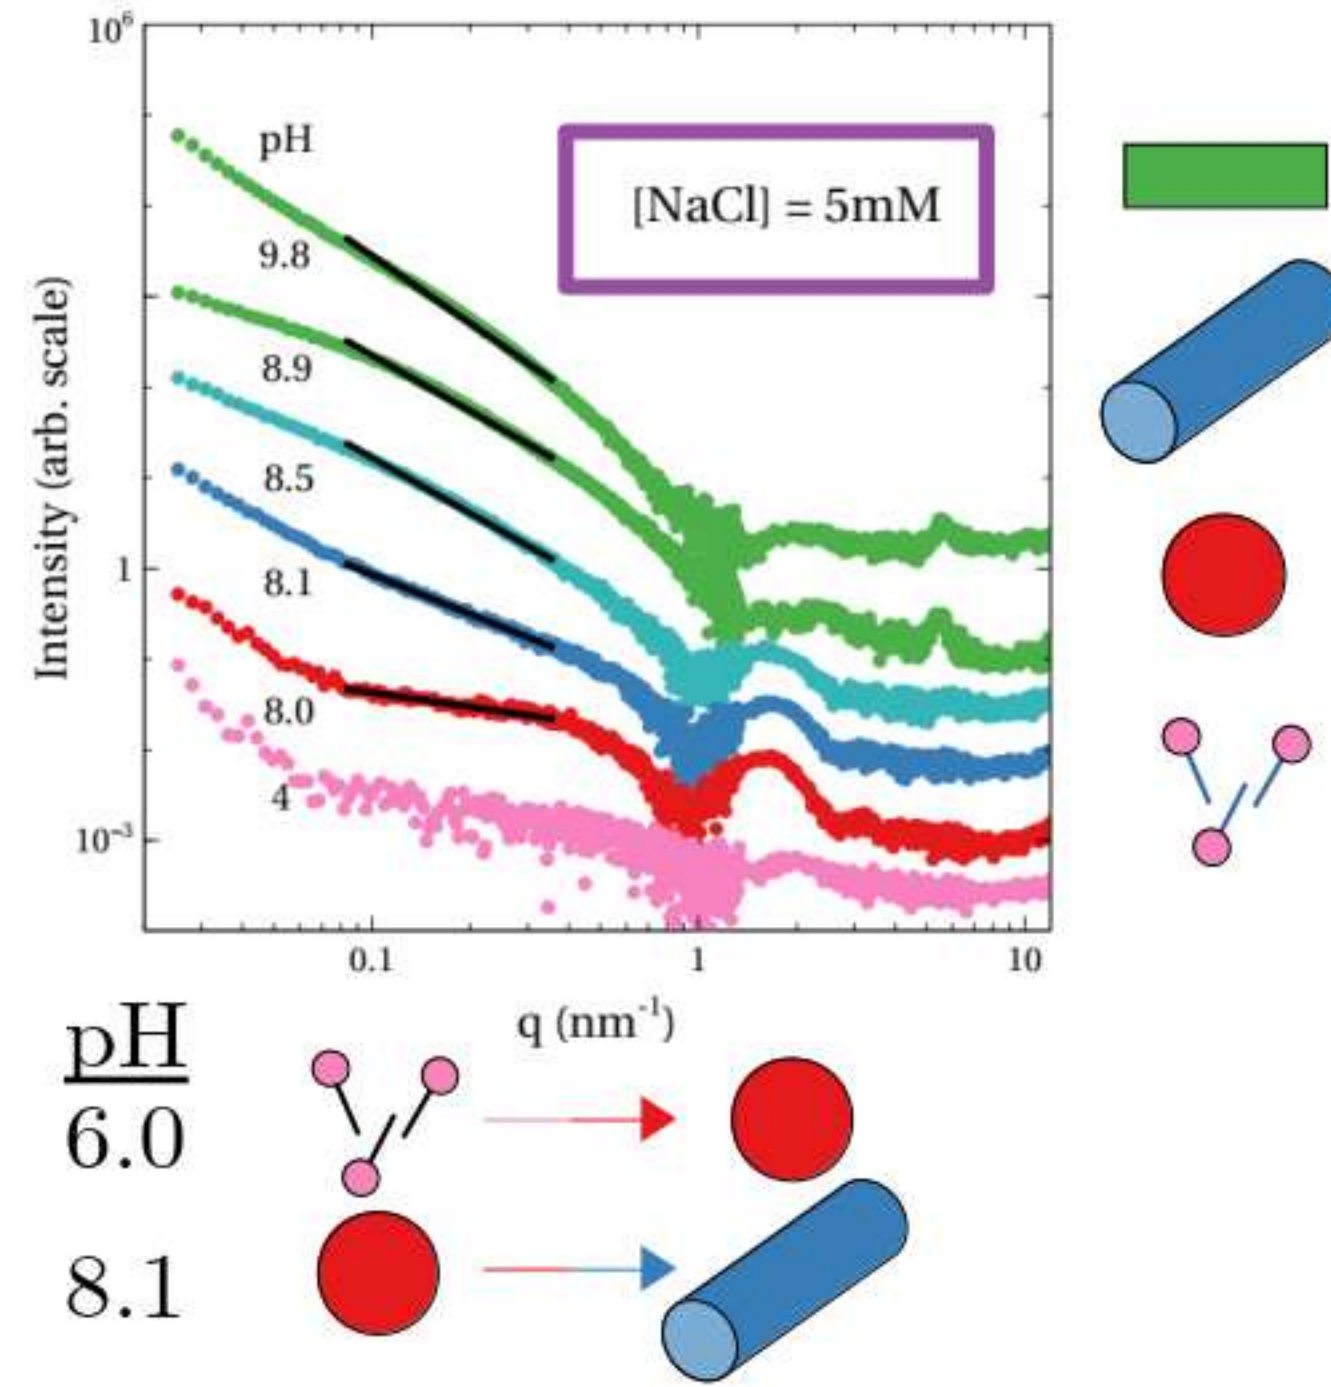 10⁶
pH
[NaCl] = 5mM
9.8
8.9
8.5
1
8.1
8.0
4
10⁻³
Intensity (arb. scale)
0.1 1 10
q (nm⁻¹)
pH
6.0
8.1